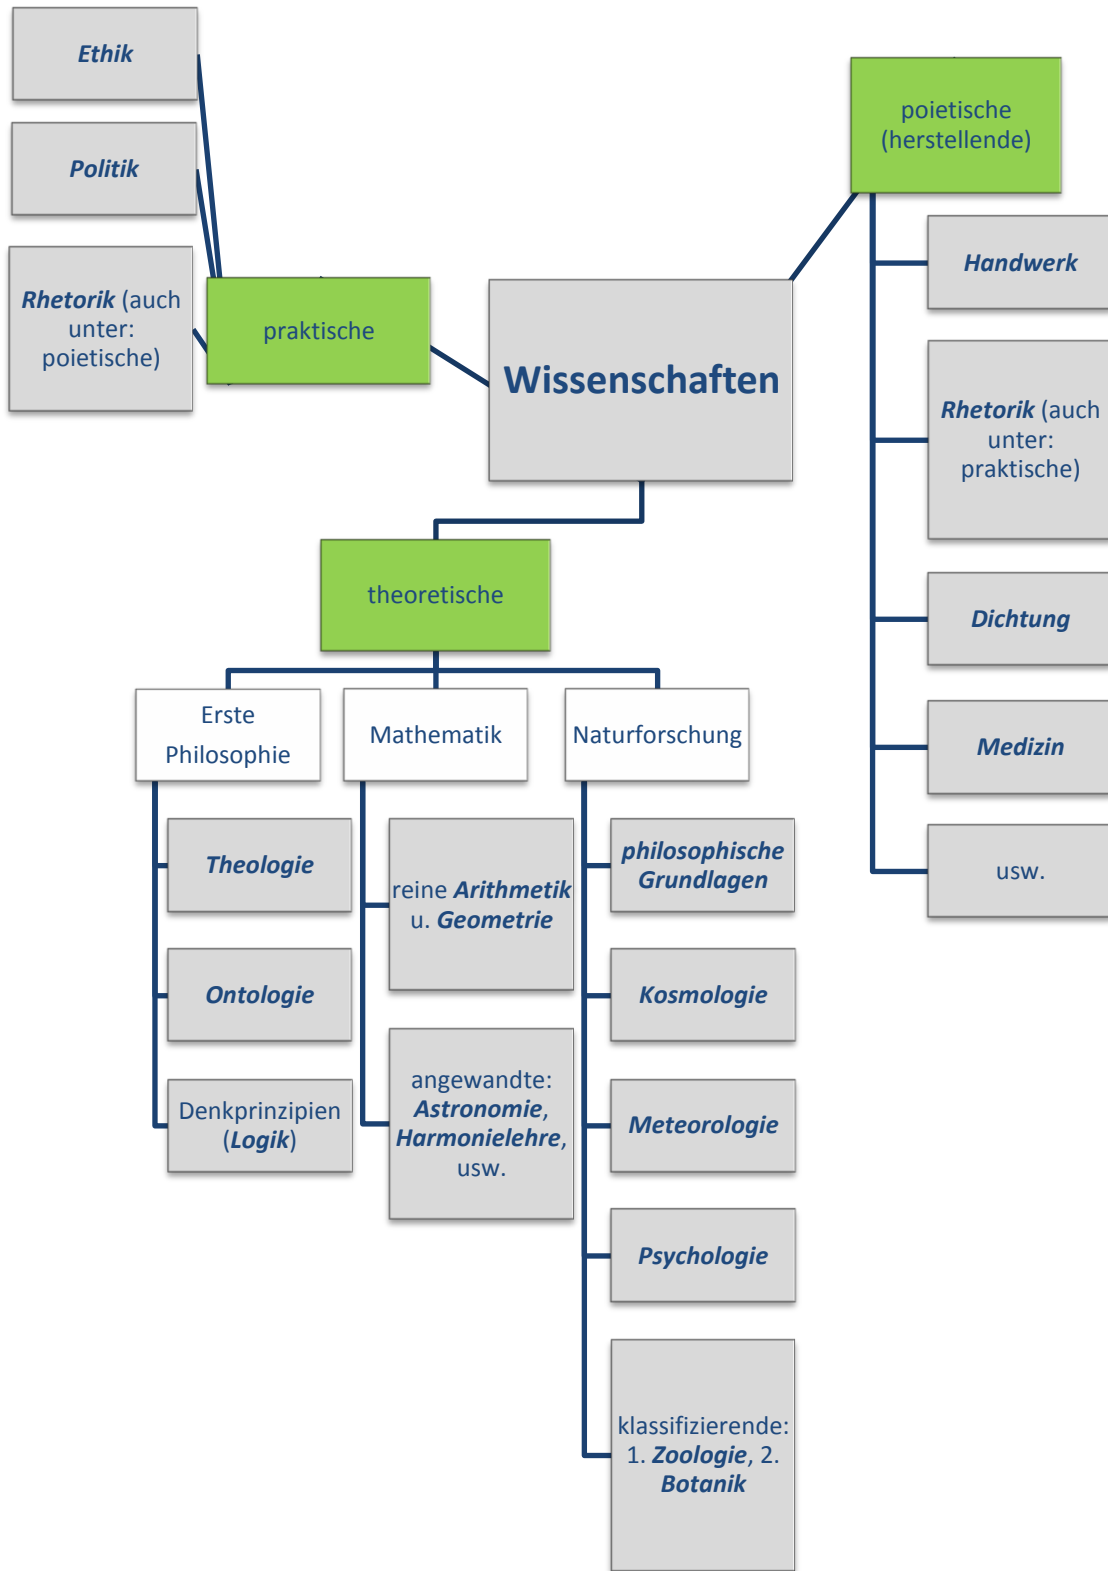 Ethik
Politik
Rhetorik (auch
unter:
poietische)
praktische
Wissenschaften
poietische
(herstellende)
Handwerk
Rhetorik (auch
unter:
praktische)
Dichtung
Medizin
usw.
theoretische
Erste
Philosophie
Theologie
Ontologie
Denkprinzipien
(Logik)
Mathematik
reine Arithmetik
u. Geometrie
angewandte:
Astronomie,
Harmonielehre,
usw.
Naturforschung
philosophische
Grundlagen
Kosmologie
Meteorologie
Psychologie
klassifizierende:
1. Zoologie, 2.
Botanik